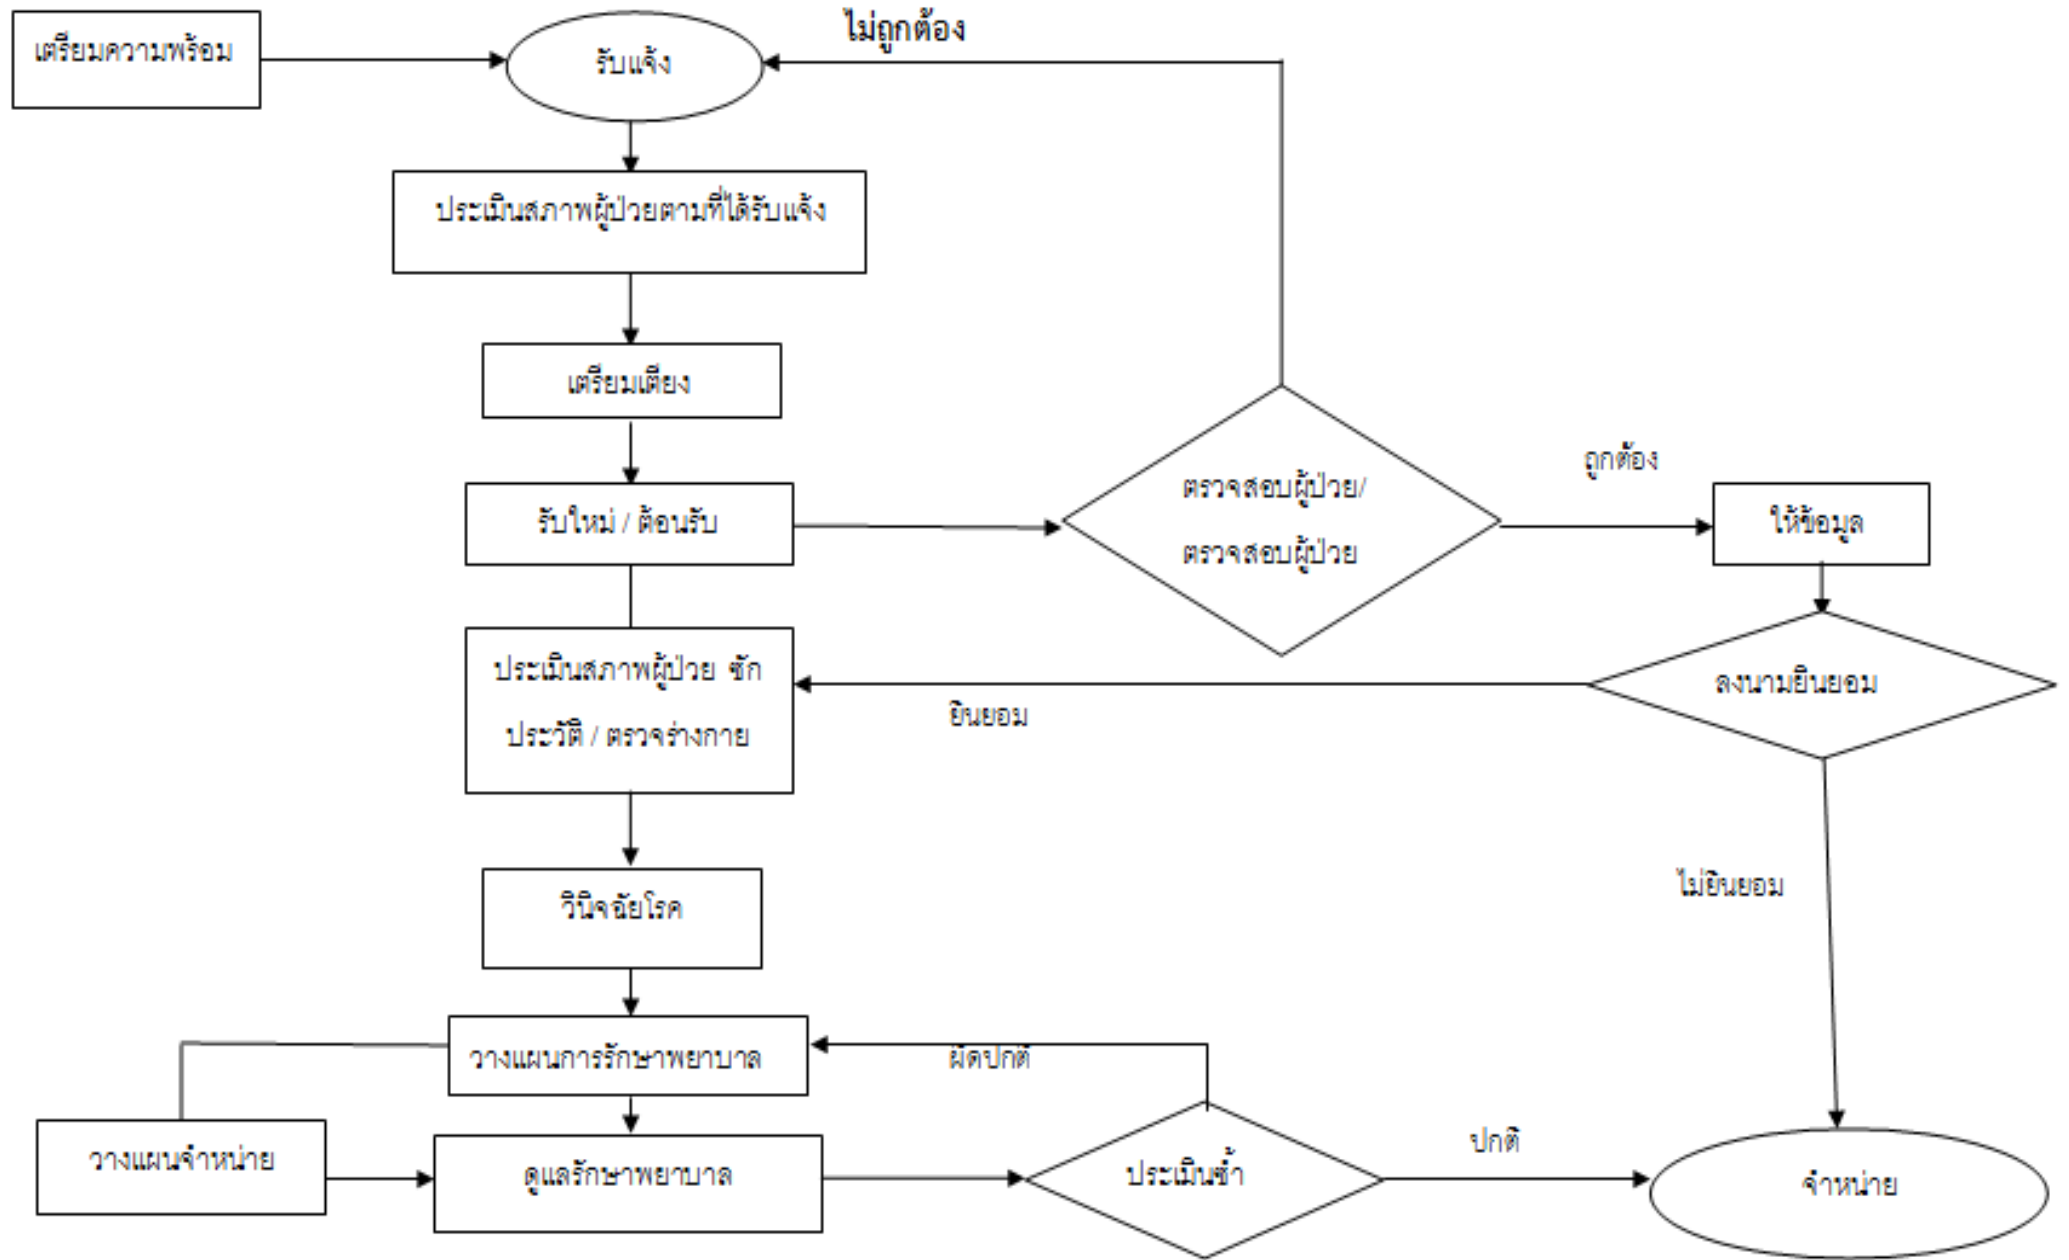 เตรียมความพร้อม
รับแจ้ง
ไม่ถูกต้อง
ประเมินสภาพผู้ป่วยตามที่ได้รับแจ้ง
เตรียมเตียง
รับใหม่ / ต้อนรับ
ตรวจสอบผู้ป่วย/
ตรวจสอบผู้ป่วย
ถูกต้อง
ให้ข้อมูล
ประเมินสภาพผู้ป่วย ซัก
ประวัติ / ตรวจร่างกาย
ยินยอม
ลงนามยินยอม
ไม่ยินยอม
วินิจฉัยโรค
วางแผนการรักษาพยาบาล
ผิดปกติ
วางแผนจำหน่าย
ดูแลรักษาพยาบาล
ประเมินซ้ำ
ปกติ
จำหน่าย